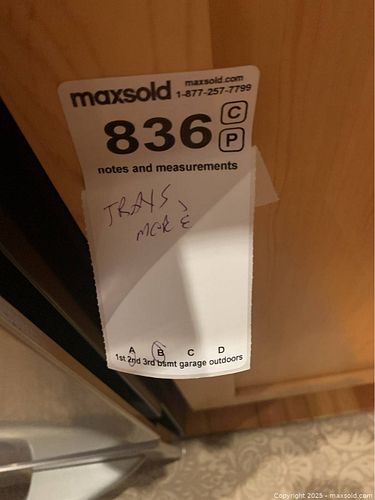 maxsold maxsold.com
1-877-257-7799
836 C
P
notes and measurements
TRAYS,
MORE
A B C D
1st 2nd 3rd bsmt garage outdoors
Copyright 2025 - maxsold.com